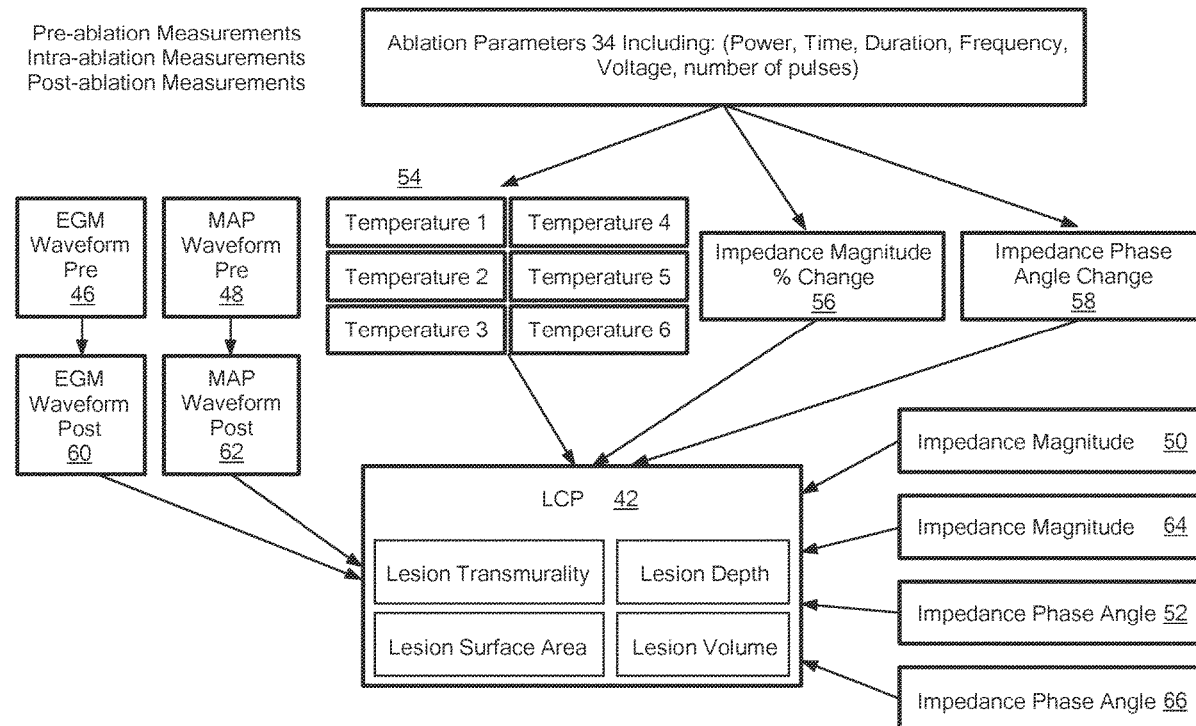 Pre-ablation Measurements
Intra-ablation Measurements
Post-ablation Measurements
Ablation Parameters 34 Including: (Power, Time, Duration, Frequency,
Voltage, number of pulses)
54
EGM
Waveform
Pre
46
MAP
Waveform
Pre
48
Temperature 1
Temperature 4
Temperature 2
Temperature 5
Temperature 3
Temperature 6
Impedance Magnitude
% Change
56
Impedance Phase
Angle Change
58
EGM
Waveform
Post
60
MAP
Waveform
Post
62
LCP 42
Lesion Transmurality
Lesion Depth
Lesion Surface Area
Lesion Volume
Impedance Magnitude 50
Impedance Magnitude 64
Impedance Phase Angle 52
Impedance Phase Angle 66